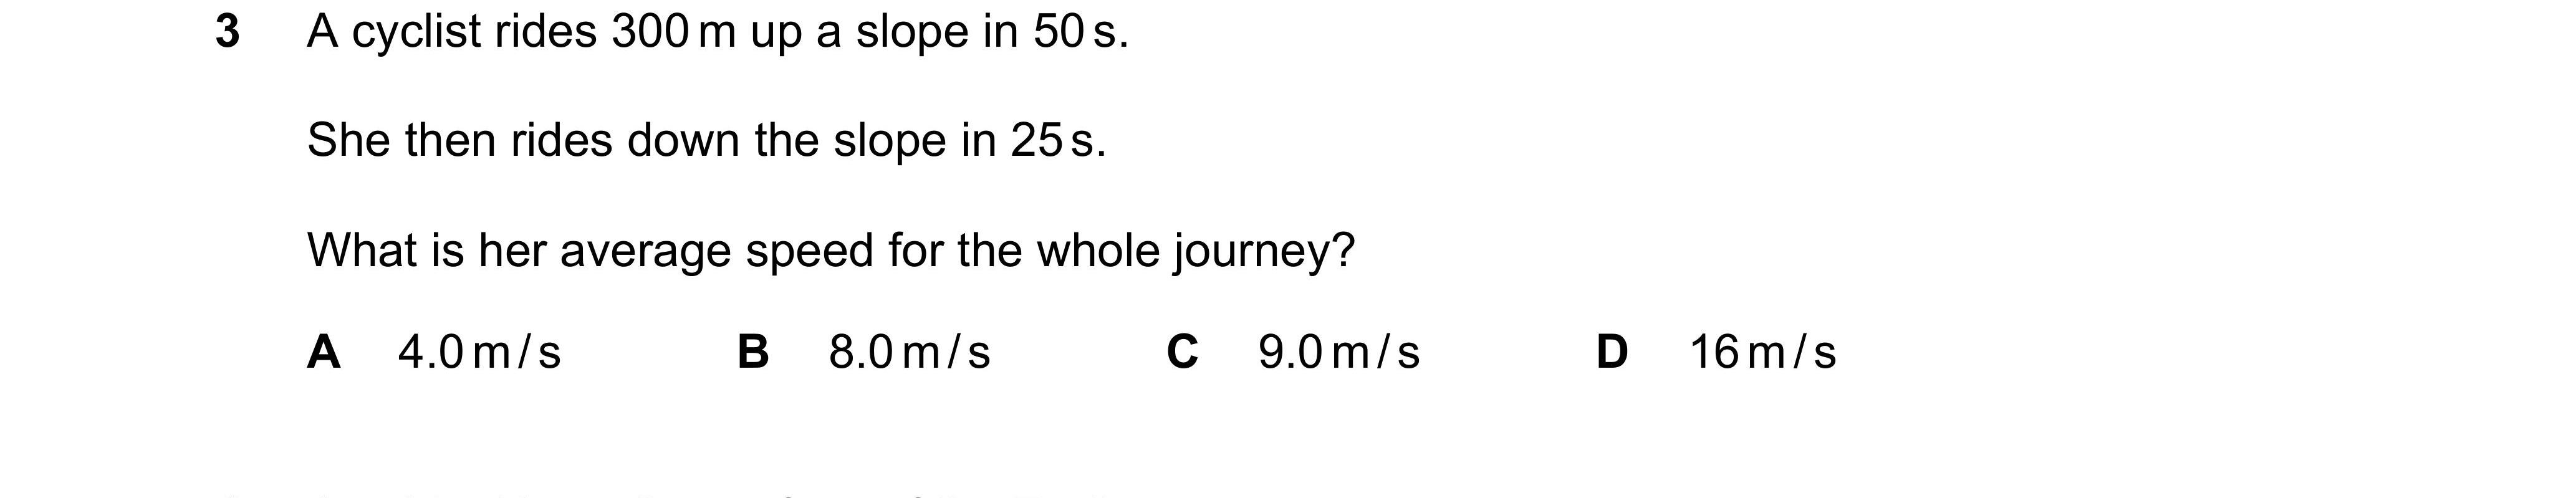 3 A cyclist rides 300 m up a slope in 50 s.
She then rides down the slope in 25 s.
What is her average speed for the whole journey?
A 4.0 m / s B 8.0 m / s C 9.0 m / s D 16 m / s